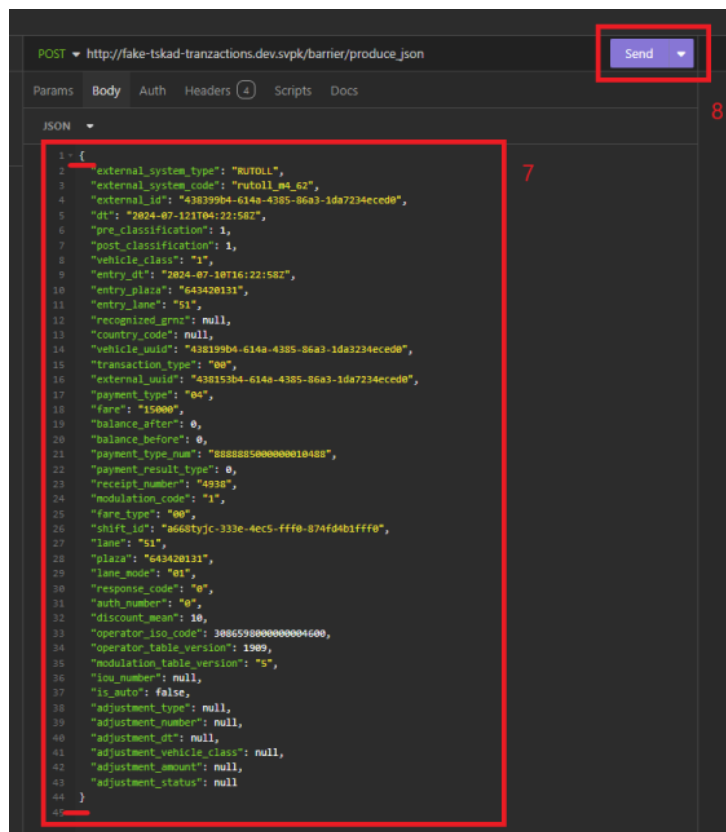 POST http://fake-tskad-tranzactions.dev.svpk/barrier/produce_json Send
8
Params Body Auth Headers 4 Scripts Docs
JSON
7
1 {
2 "external_system_type": "RUTOLL",
3 "external_system_code": "rutoll_m4_62",
4 "external_id": "438399b4-614a-4385-86a3-1da7234eced0",
5 "dt": "2024-07-121T04:22:58Z",
6 "pre_classification": 1,
7 "post_classification": 1,
8 "vehicle_class": "1",
9 "entry_dt": "2024-07-10T16:22:58Z",
10 "entry_plaza": "643420131",
11 "entry_lane": "51",
12 "recognized_grnz": null,
13 "country_code": null,
14 "vehicle_uuid": "438199b4-614a-4385-86a3-1da3234eced0",
15 "transaction_type": "00",
16 "external_uuid": "438153b4-614a-4385-86a3-1da7234eced0",
17 "payment_type": "04",
18 "fare": "15000",
19 "balance_after": 0,
20 "balance_before": 0,
21 "payment_type_num": "8888885000000010488",
22 "payment_result_type": 0,
23 "receipt_number": "4938",
24 "modulation_code": "1",
25 "fare_type": "00",
26 "shift_id": "a668tyjc-333e-4ec5-fff0-874fd4b1fff0",
27 "lane": "51",
28 "plaza": "643420131",
29 "lane_mode": "01",
30 "response_code": "0",
31 "auth_number": "0",
32 "discount_mean": 10,
33 "operator_iso_code": 3086598000000004600,
34 "operator_table_version": 1909,
35 "modulation_table_version": "5",
36 "iou_number": null,
37 "is_auto": false,
38 "adjustment_type": null,
39 "adjustment_number": null,
40 "adjustment_dt": null,
41 "adjustment_vehicle_class": null,
42 "adjustment_amount": null,
43 "adjustment_status": null
44 }
45